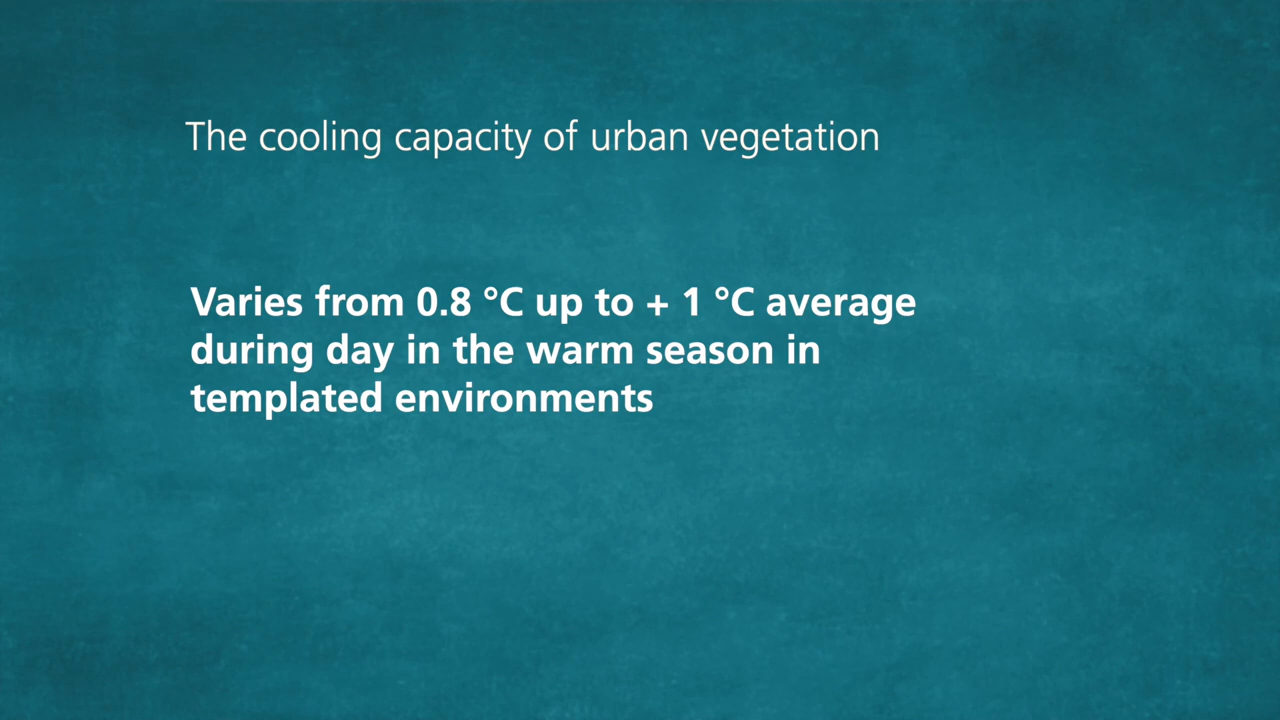 The cooling capacity of urban vegetation
Varies from 0.8 °C up to + 1 °C average
during day in the warm season in
templated environments